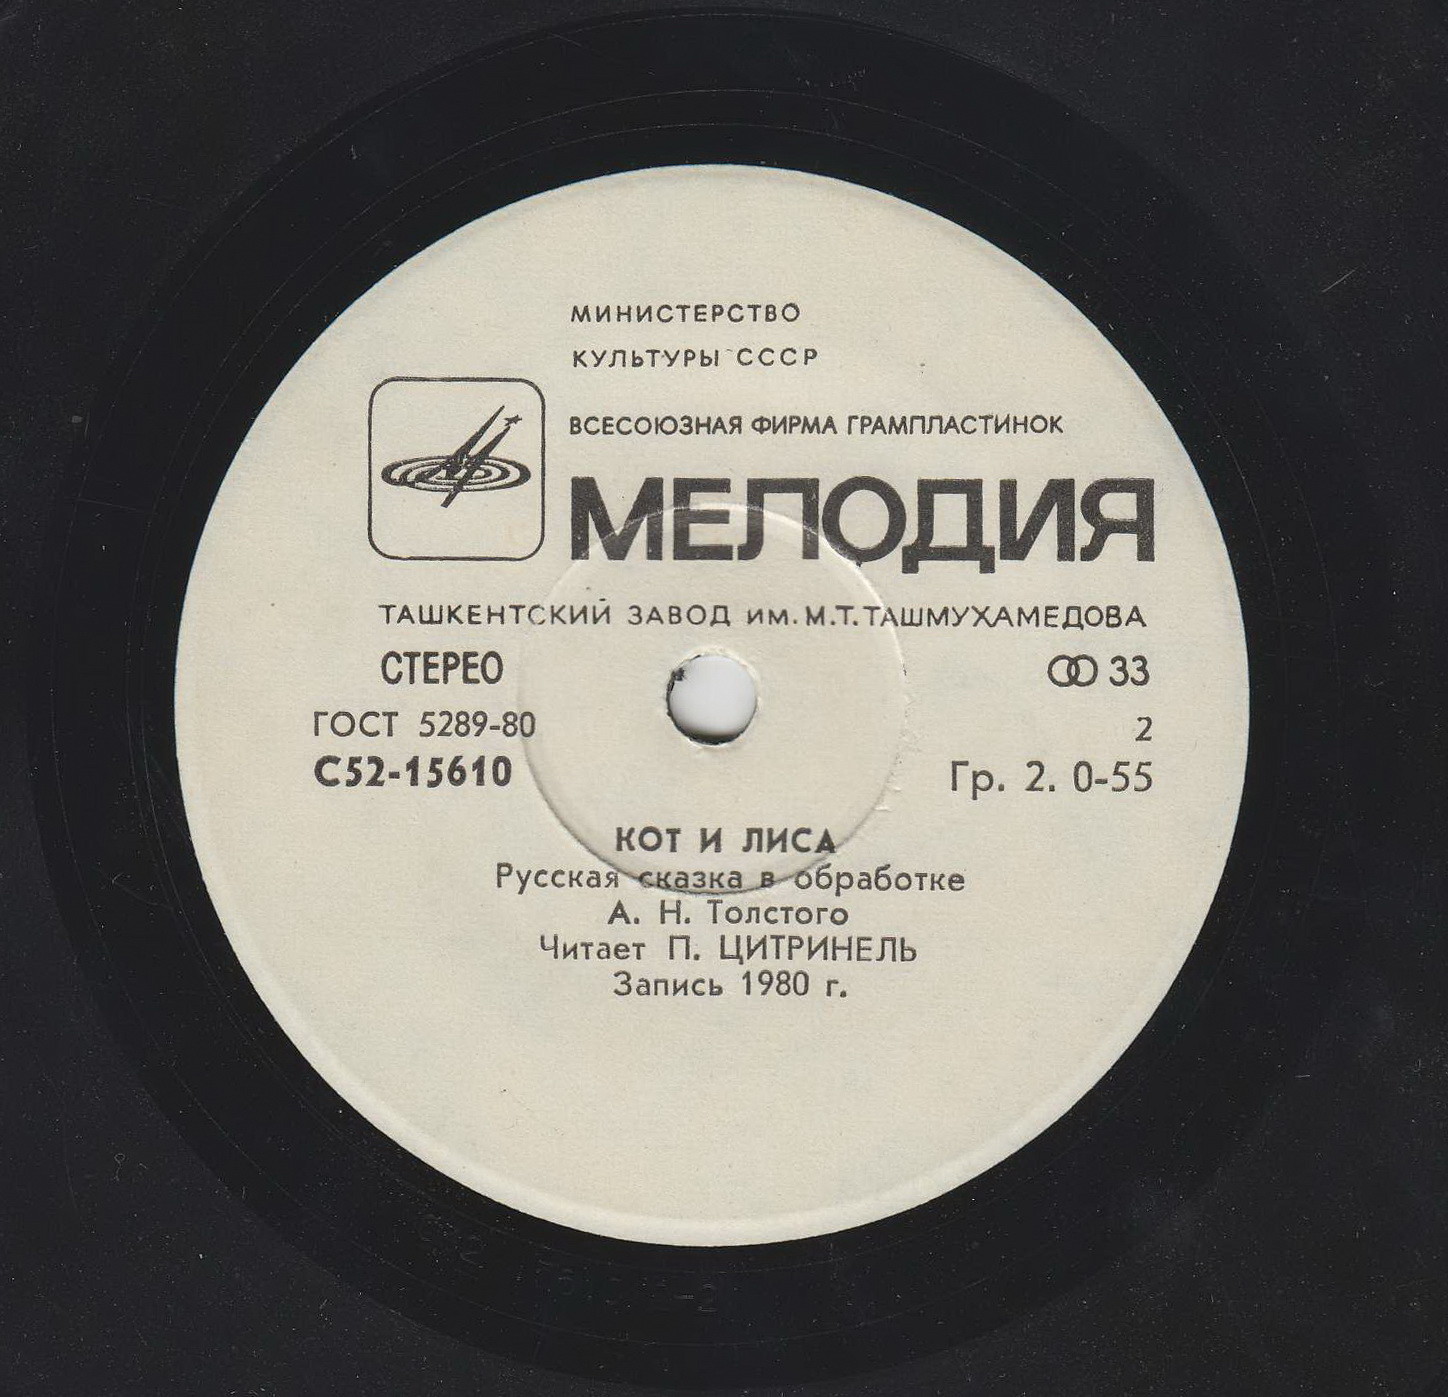 МИНИСТЕРСТВО
КУЛЬТУРЫ СССР
ВСЕСОЮЗНАЯ ФИРМА ГРАМПЛАСТИНОК
МЕЛОДИЯ
ТАШКЕНТСКИЙ ЗАВОД ИМ. М.Т. ТАШМУХАМЕДОВА
СТЕРЕО 33
ГОСТ 5289-80 2
С52-15610 Гр. 2. 0-55
КОТ И ЛИСА
Русская сказка в обработке
А. Н. Толстого
Читает П. ЦИТРИНЕЛЬ
Запись 1980 г.